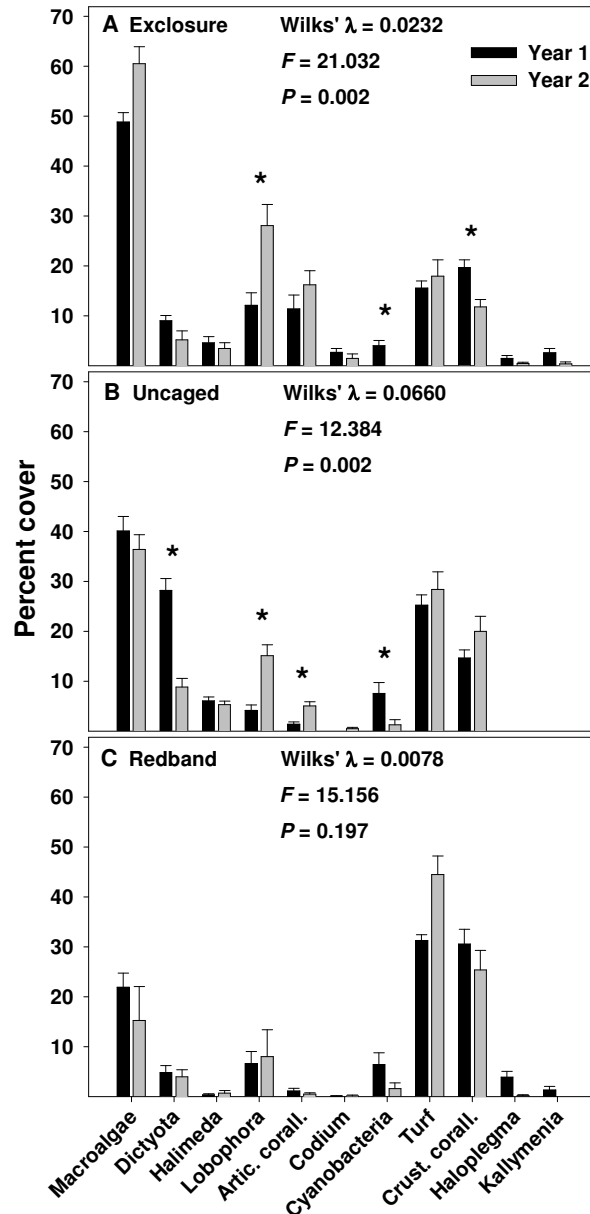 A Exclosure
Wilks' λ = 0.0232
F = 21.032
P = 0.002
Year 1
Year 2
70
60
50
40
30
20
10
*
*
*
B Uncaged
Wilks' λ = 0.0660
F = 12.384
P = 0.002
70
60
50
40
30
20
10
*
*
*
*
Percent cover
C Redband
Wilks' λ = 0.0078
F = 15.156
P = 0.197
70
60
50
40
30
20
10
Macroalgae
Dictyota
Halimeda
Lobophora
Artic. corall.
Codium
Cyanobacteria
Turf
Crust. corall.
Haloplegma
Kallymenia